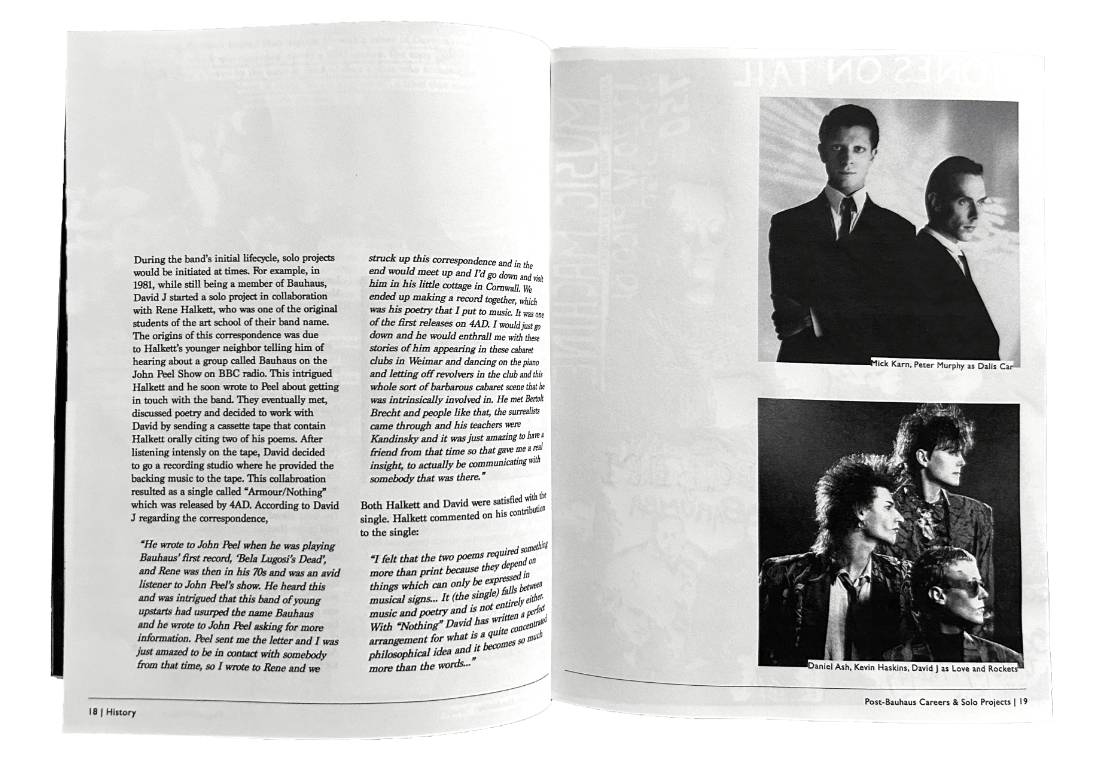 During the band's initial lifecycle, solo projects
would be initiated at times. For example, in
1981, while still being a member of Bauhaus,
David J started a solo project in collaboration
with Rene Halkett, who was one of the original
students of the art school of their band name.
The origins of this correspondence was due
to Halkett's younger neighbor telling him of
hearing about a group called Bauhaus on the
John Peel Show on BBC radio. This intrigued
Halkett and he soon wrote to Peel about getting
in touch with the band. They eventually met,
discussed poetry and decided to work with
David by sending a cassette tape that contain
Halkett orally citing two of his poems. After
listening intensly on the tape, David decided
to go a recording studio where he provided the
backing music to the tape. This collabroation
resulted as a single called "Armour/Nothing"
which was released by 4AD. According to David
J regarding the correspondence,
"He wrote to John Peel when he was playing
Bauhaus' first record, 'Bela Lugosi's Dead',
and Rene was then in his 70s and was an avid
listener to John Peel's show. He heard this
and was intrigued that this band of young
upstarts had usurped the name Bauhaus
and he wrote to John Peel asking for more
information. Peel sent me the letter and I was
just amazed to be in contact with somebody
from that time, so I wrote to Rene and we
struck up this correspondence and in the
end would meet up and I'd go down and visit
him in his little cottage in Cornwall. We
ended up making a record together, which
was his poetry that I put to music. It was one
of the first releases on 4AD. I would just go
down and he would enthrall me with these
stories of him appearing in these cabaret
clubs in Weimar and dancing on the piano
and letting off revolvers in the club and this
whole sort of barbarous cabaret scene that he
was intrinsically involved in. He met Bertolt
Brecht and people like that, the surrealists
came through and his teachers were
Kandinsky and it was just amazing to have a
friend from that time so that gave me a real
insight, to actually be communicating with
somebody that was there."
Both Halkett and David were satisfied with the
single. Halkett commented on his contribution
to the single:
"I felt that the two poems required something
more than print because they depend on
things which can only be expressed in
musical signs... It (the single) falls between
music and poetry and is not entirely either.
With "Nothing" David has written a perfect
arrangement for what is a quite concentrated
philosophical idea and it becomes so much
more than the words..."
18 | History
Mick Karn, Peter Murphy as Dalis Car
Daniel Ash, Kevin Haskins, David J as Love and Rockets
Post-Bauhaus Careers & Solo Projects | 19